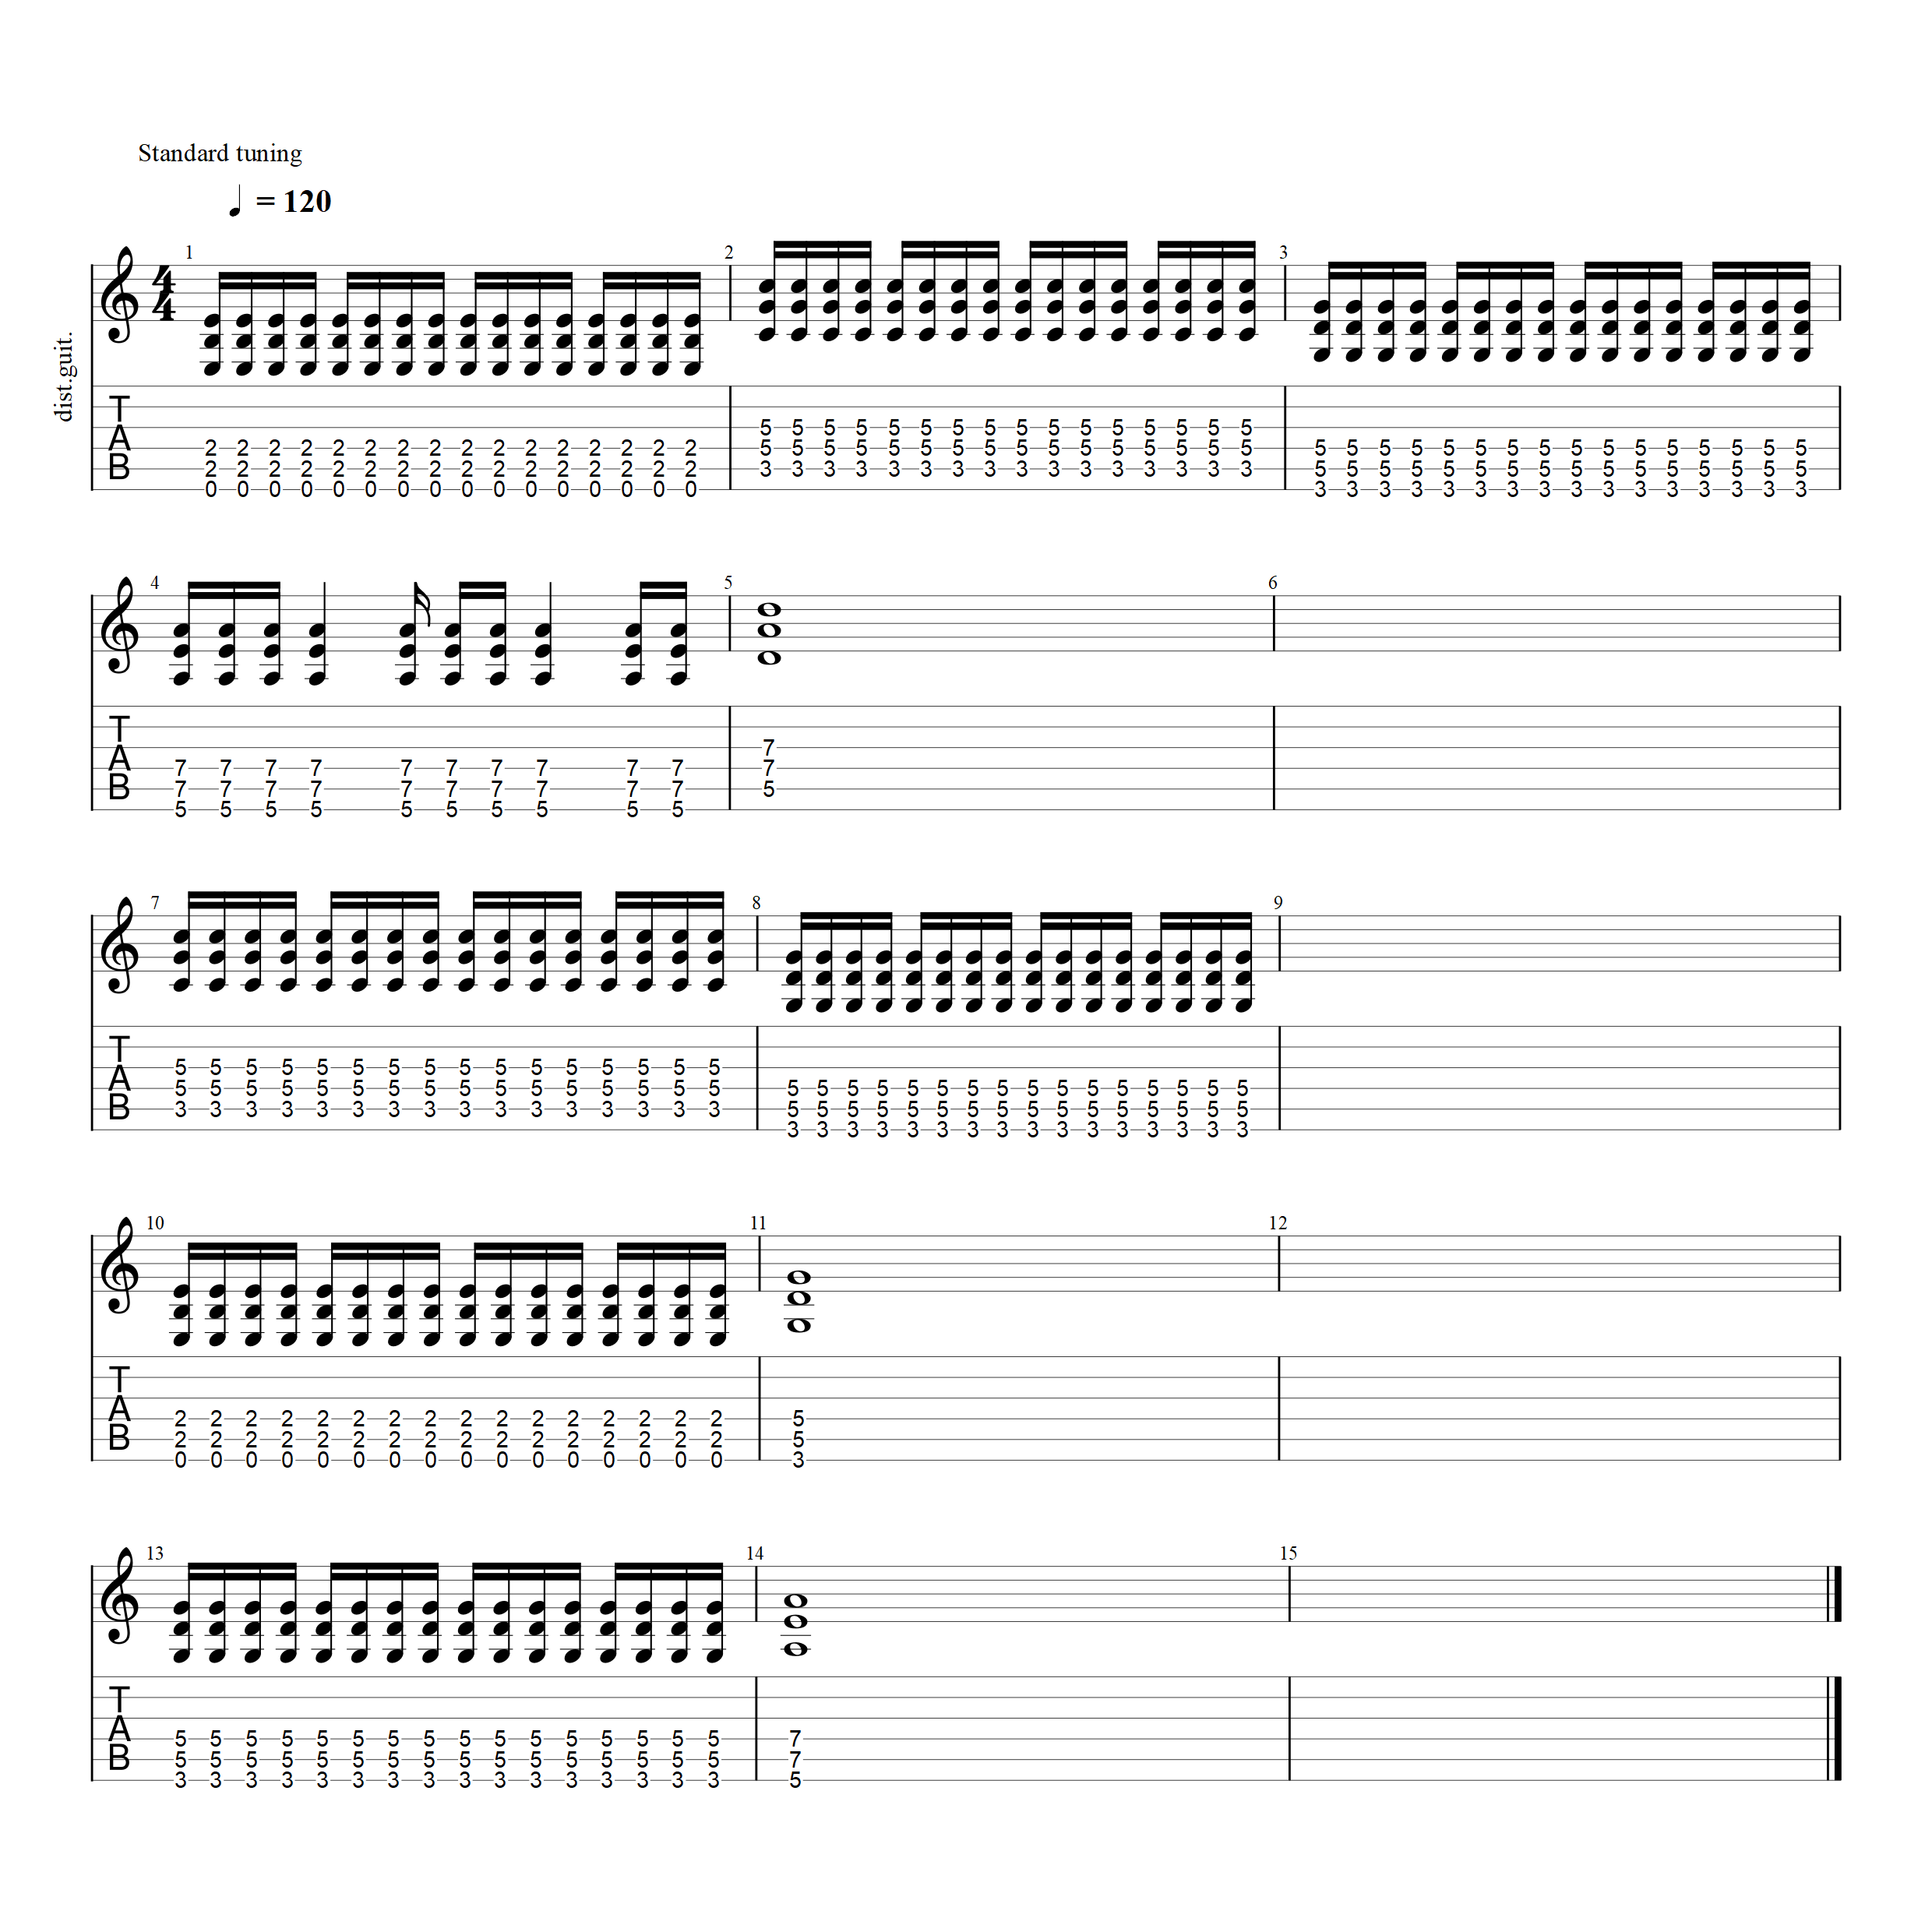 Standard tuning
= 120
1 2 3
4
4
dist.guit.
T
A
B
5 5 5 5 5 5 5 5 5 5 5 5 5 5 5 5
2 2 2 2 2 2 2 2 2 2 2 2 2 2 2 2 5 5 5 5 5 5 5 5 5 5 5 5 5 5 5 5 5 5 5 5 5 5 5 5 5 5 5 5 5 5 5 5
2 2 2 2 2 2 2 2 2 2 2 2 2 2 2 2 3 3 3 3 3 3 3 3 3 3 3 3 3 3 3 3 5 5 5 5 5 5 5 5 5 5 5 5 5 5 5 5
0 0 0 0 0 0 0 0 0 0 0 0 0 0 0 0 3 3 3 3 3 3 3 3 3 3 3 3 3 3 3 3
4 5 6
T
A
B
7
7 7 7 7 7 7 7 7 7 7 7
7 7 7 7 7 7 7 7 7 7 5
5 5 5 5 5 5 5 5 5 5
7 8 9
T
A
B
5 5 5 5 5 5 5 5 5 5 5 5 5 5 5 5
5 5 5 5 5 5 5 5 5 5 5 5 5 5 5 5 5 5 5 5 5 5 5 5 5 5 5 5 5 5 5 5
3 3 3 3 3 3 3 3 3 3 3 3 3 3 3 3 5 5 5 5 5 5 5 5 5 5 5 5 5 5 5 5
3 3 3 3 3 3 3 3 3 3 3 3 3 3 3 3
10 11 12
T
A
B
2 2 2 2 2 2 2 2 2 2 2 2 2 2 2 2 5
2 2 2 2 2 2 2 2 2 2 2 2 2 2 2 2 5
0 0 0 0 0 0 0 0 0 0 0 0 0 0 0 0 3
13 14 15
T
A
B
5 5 5 5 5 5 5 5 5 5 5 5 5 5 5 5 7
5 5 5 5 5 5 5 5 5 5 5 5 5 5 5 5 7
3 3 3 3 3 3 3 3 3 3 3 3 3 3 3 3 5